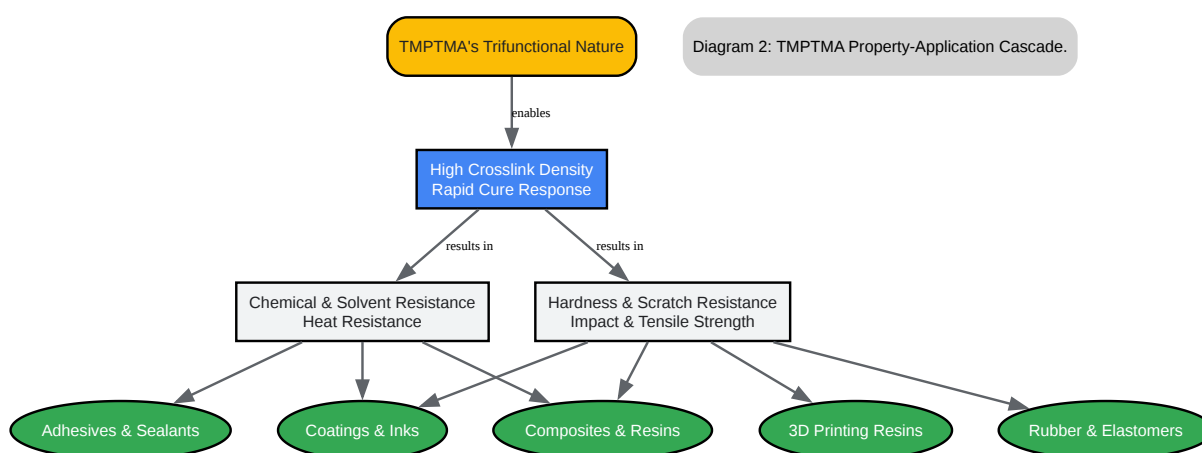 TMPTMA's Trifunctional Nature
Diagram 2: TMPTMA Property-Application Cascade.
enables
High Crosslink Density
Rapid Cure Response
results in
results in
Chemical & Solvent Resistance
Heat Resistance
Hardness & Scratch Resistance
Impact & Tensile Strength
Adhesives & Sealants
Coatings & Inks
Composites & Resins
3D Printing Resins
Rubber & Elastomers